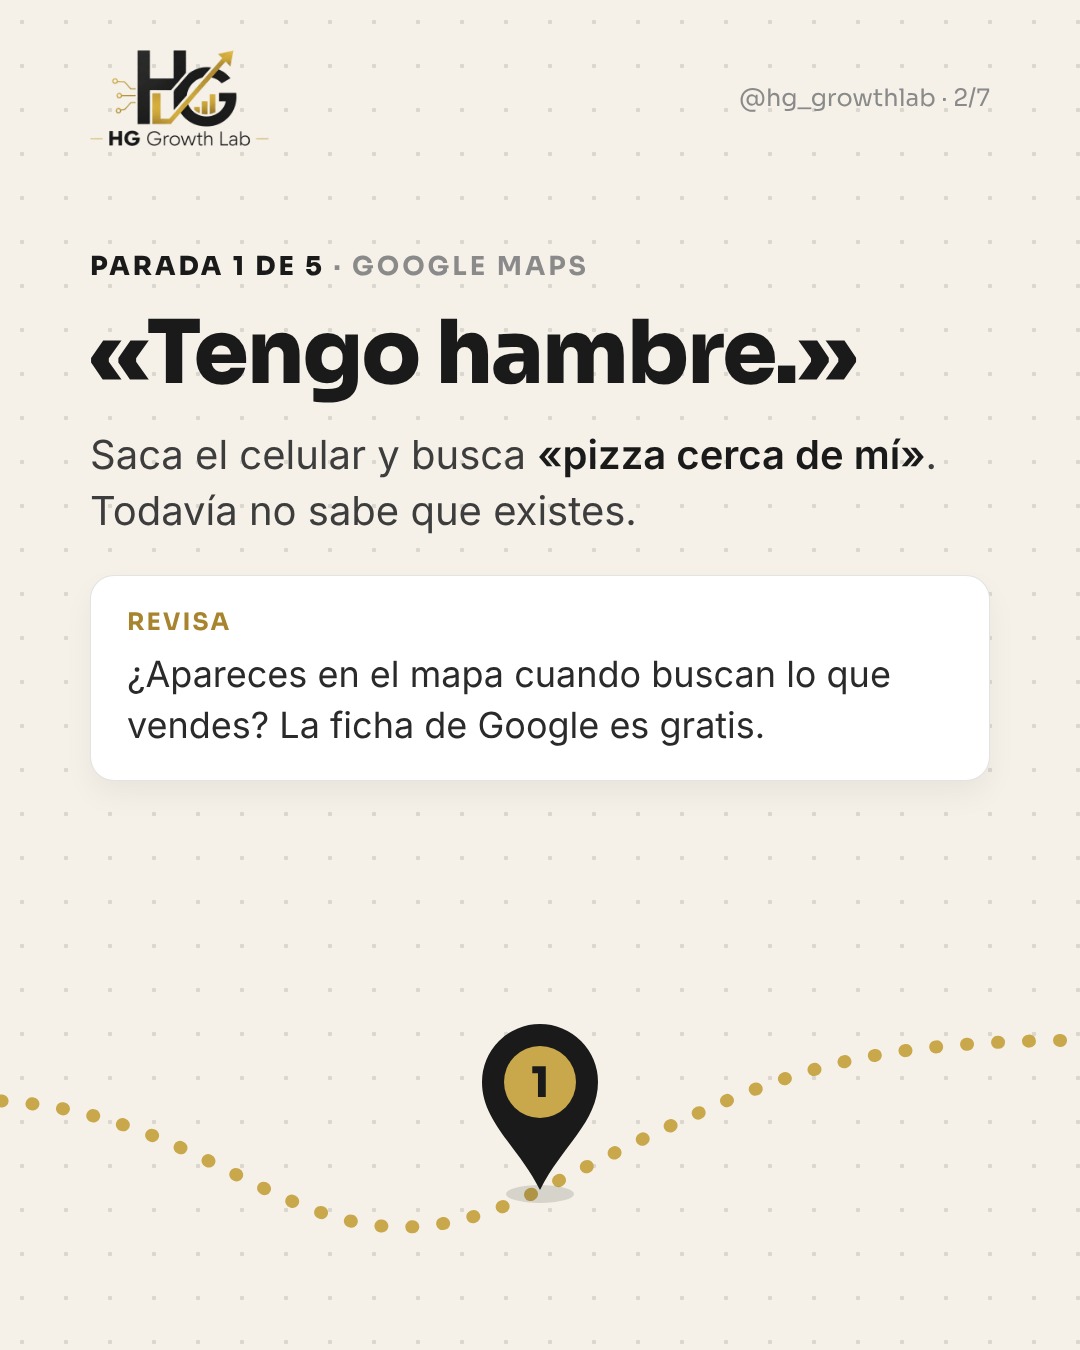 HG
HG Growth Lab
@hg_growthlab · 2/7
PARADA 1 DE 5 · GOOGLE MAPS
«Tengo hambre.»
Saca el celular y busca «pizza cerca de mí».
Todavía no sabe que existes.
REVISA
¿Apareces en el mapa cuando buscan lo que
vendes? La ficha de Google es gratis.
1